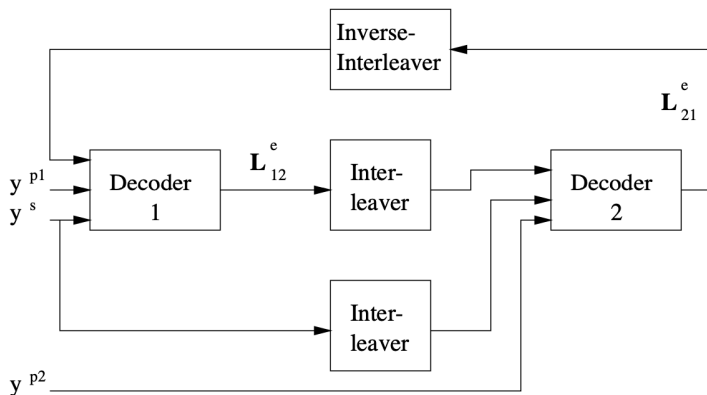 Inverse-
Interleaver
L e 21
y p1
y s
Decoder
1
L e 12
Inter-
leaver
Decoder
2
Inter-
leaver
y p2